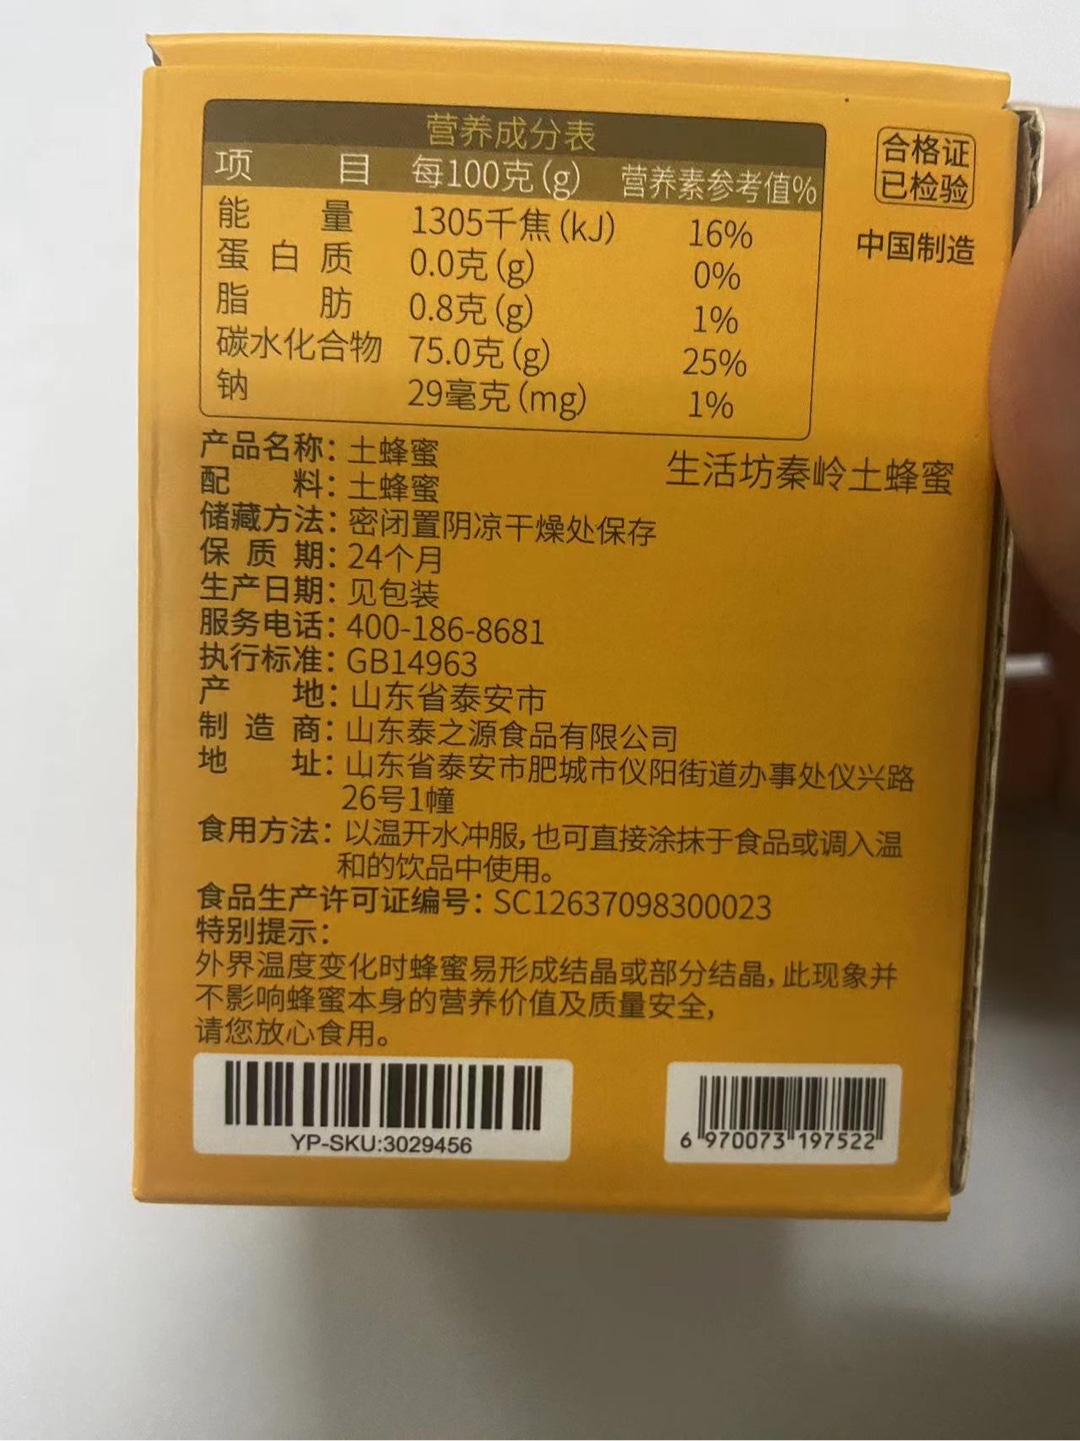 营养成分表
项目 每100克(g) 营养素参考值%
能量 1305千焦(kJ) 16%
蛋白质 0.0克(g) 0%
脂肪 0.8克(g) 1%
碳水化合物 75.0克(g) 25%
钠 29毫克(mg) 1%
合格证
已检验
中国制造
产品名称：土蜂蜜
生活坊秦岭土蜂蜜
配料：土蜂蜜
储藏方法：密闭置阴凉干燥处保存
保质期：24个月
生产日期：见包装
服务电话：400-186-8681
执行标准：GB14963
产地：山东省泰安市
制造商：山东泰之源食品有限公司
地址：山东省泰安市肥城市仪阳街道办事处仪兴路
26号1幢
食用方法：以温开水冲服，也可直接涂抹于食品或调入温
和的饮品中使用。
食品生产许可证编号：SC12637098300023
特别提示：
外界温度变化时蜂蜜易形成结晶或部分结晶，此现象并
不影响蜂蜜本身的营养价值及质量安全，
请您放心食用。
YP-SKU:3029456
6 970073 197522